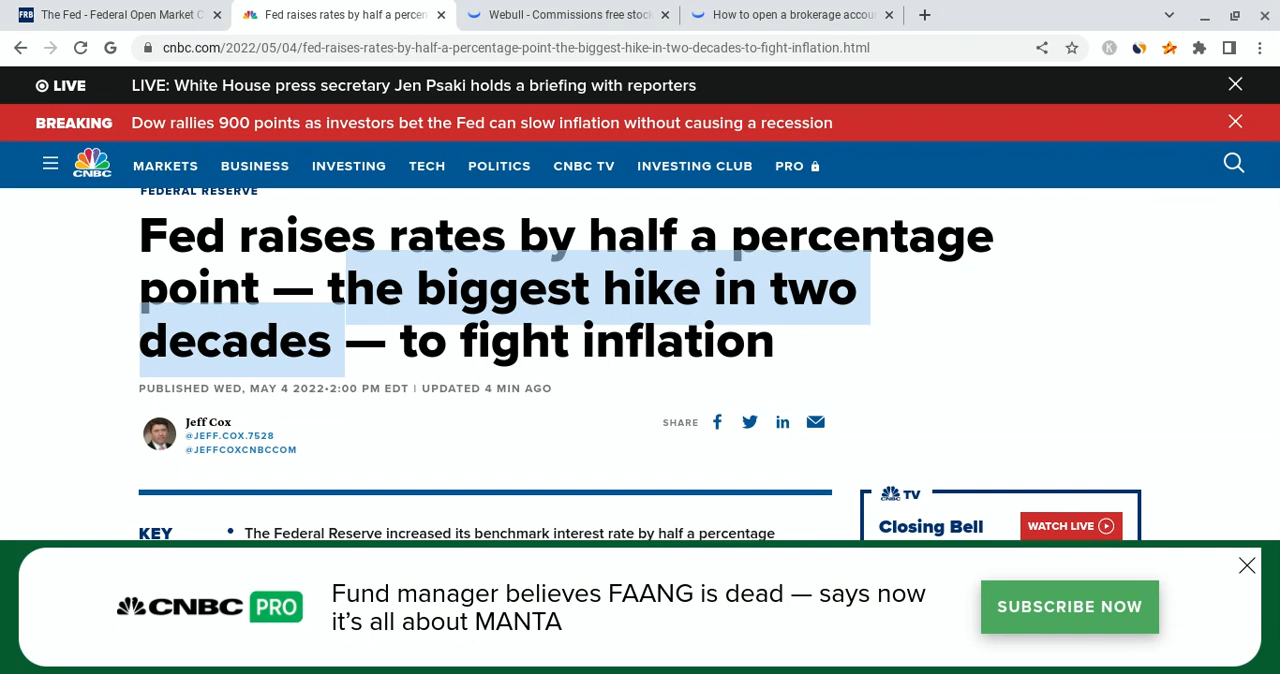 FRB
The Fed - Federal Open Market C
Fed raises rates by half a percen
Webull - Commissions free stock
How to open a brokerage accou
cnbc.com/2022/05/04/fed-raises-rates-by-half-a-percentage-point-the-biggest-hike-in-two-decades-to-fight-inflation.html
LIVE
LIVE: White House press secretary Jen Psaki holds a briefing with reporters
BREAKING
Dow rallies 900 points as investors bet the Fed can slow inflation without causing a recession
CNBC
MARKETS
BUSINESS
INVESTING
TECH
POLITICS
CNBC TV
INVESTING CLUB
PRO
FEDERAL RESERVE
Fed raises rates by half a percentage
point — the biggest hike in two
decades — to fight inflation
PUBLISHED WED, MAY 4 2022•2:00 PM EDT | UPDATED 4 MIN AGO
Jeff Cox
@JEFF.COX.7528
@JEFFCOXCNBCCOM
SHARE
KEY
• The Federal Reserve increased its benchmark interest rate by half a percentage
CNBC TV
Closing Bell
WATCH LIVE
CNBC PRO
Fund manager believes FAANG is dead — says now
it's all about MANTA
SUBSCRIBE NOW